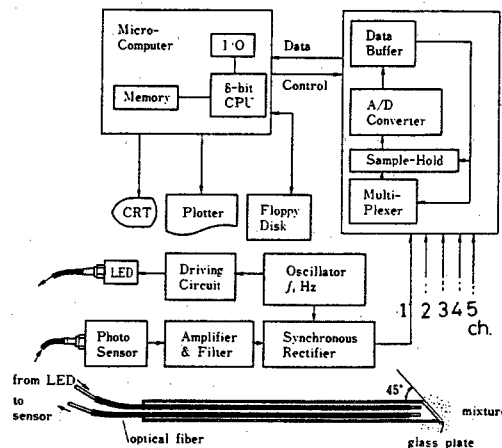 Micro-
Computer
I·O
Memory
8-bit
CPU
Data
Control
Data
Buffer
A/D
Converter
Sample-Hold
Multi-
Plexer
CRT
Plotter
Floppy
Disk
LED
Driving
Circuit
Oscillator
f, Hz
1 2 3 4 5
ch.
Photo
Sensor
Amplifier
& Filter
Synchronous
Rectifier
from LED
to
sensor
optical fiber
45°
mixture
glass plate